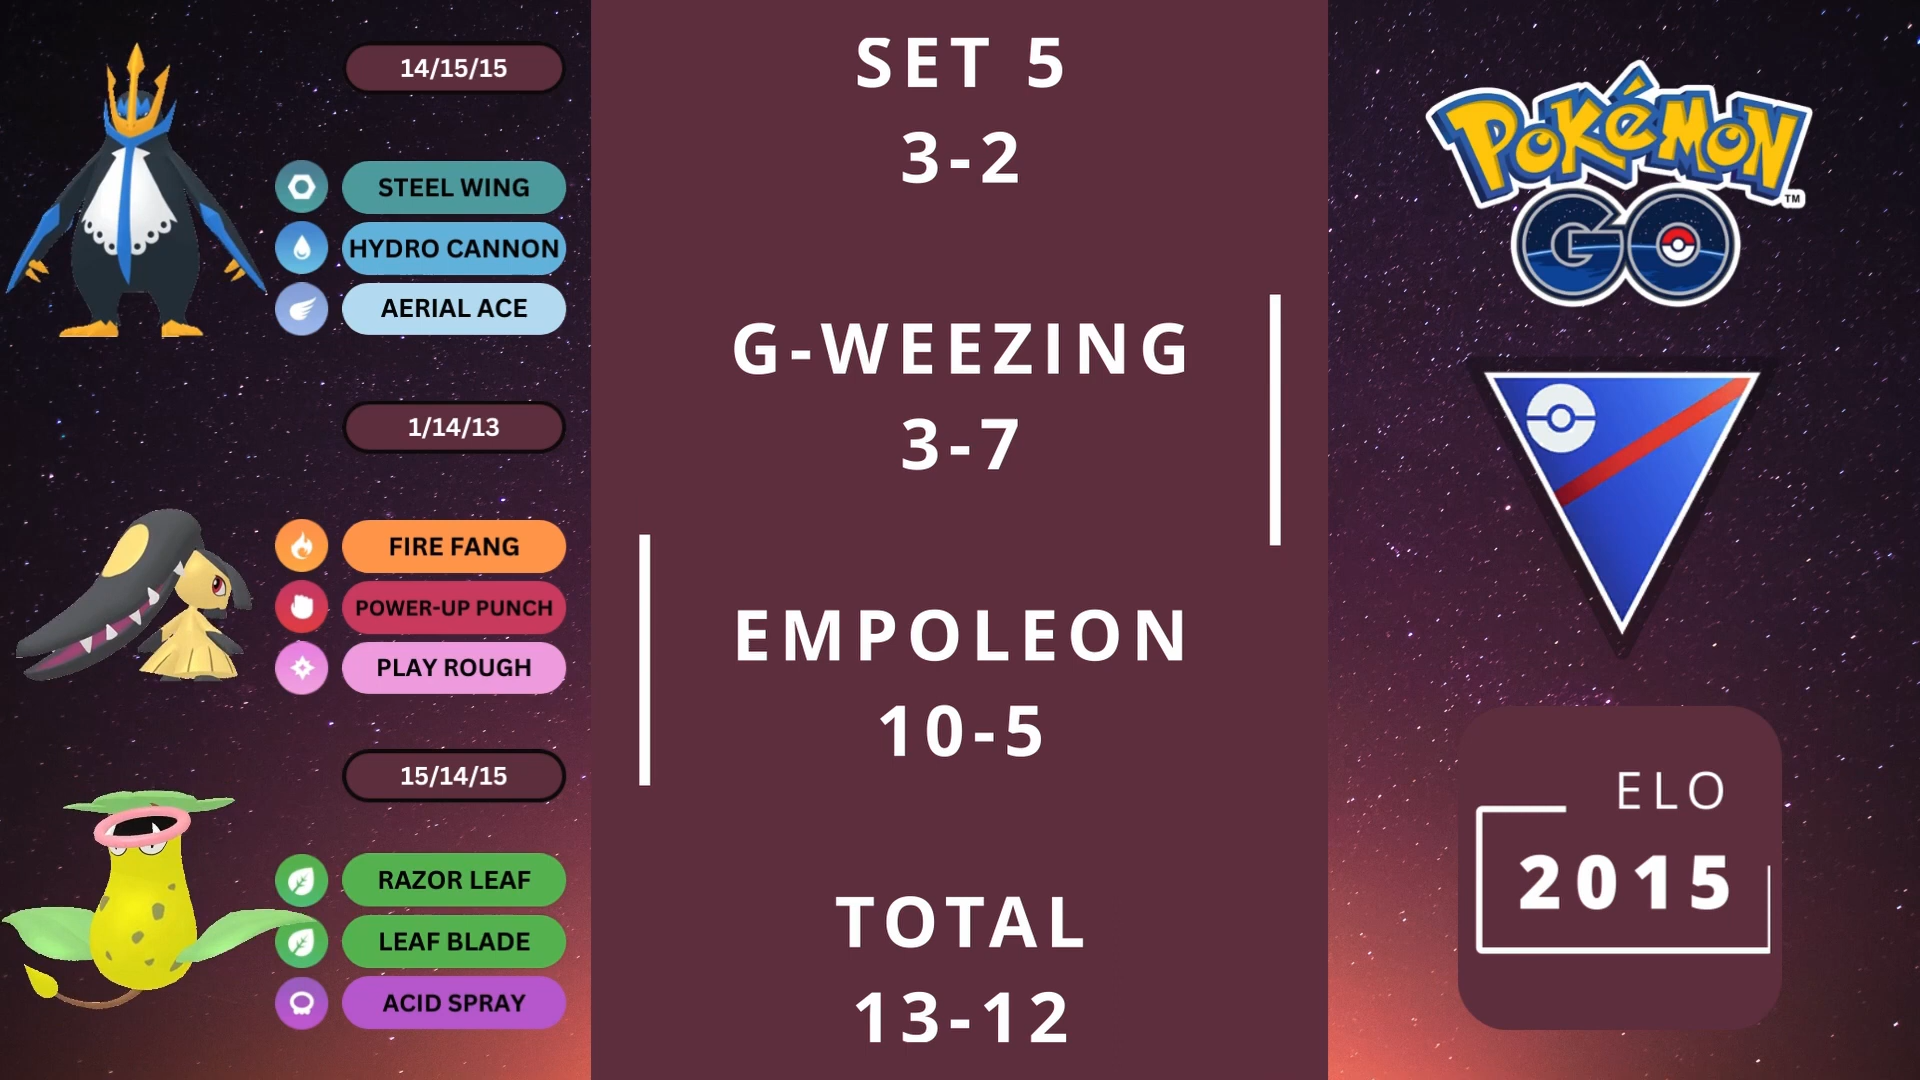 14/15/15
STEEL WING
HYDRO CANNON
AERIAL ACE
1/14/13
FIRE FANG
POWER-UP PUNCH
PLAY ROUGH
15/14/15
RAZOR LEAF
LEAF BLADE
ACID SPRAY
SET 5
3-2
G-WEEZING
3-7
EMPOLEON
10-5
TOTAL
13-12
POKéMON
TM
GO
ELO
2015